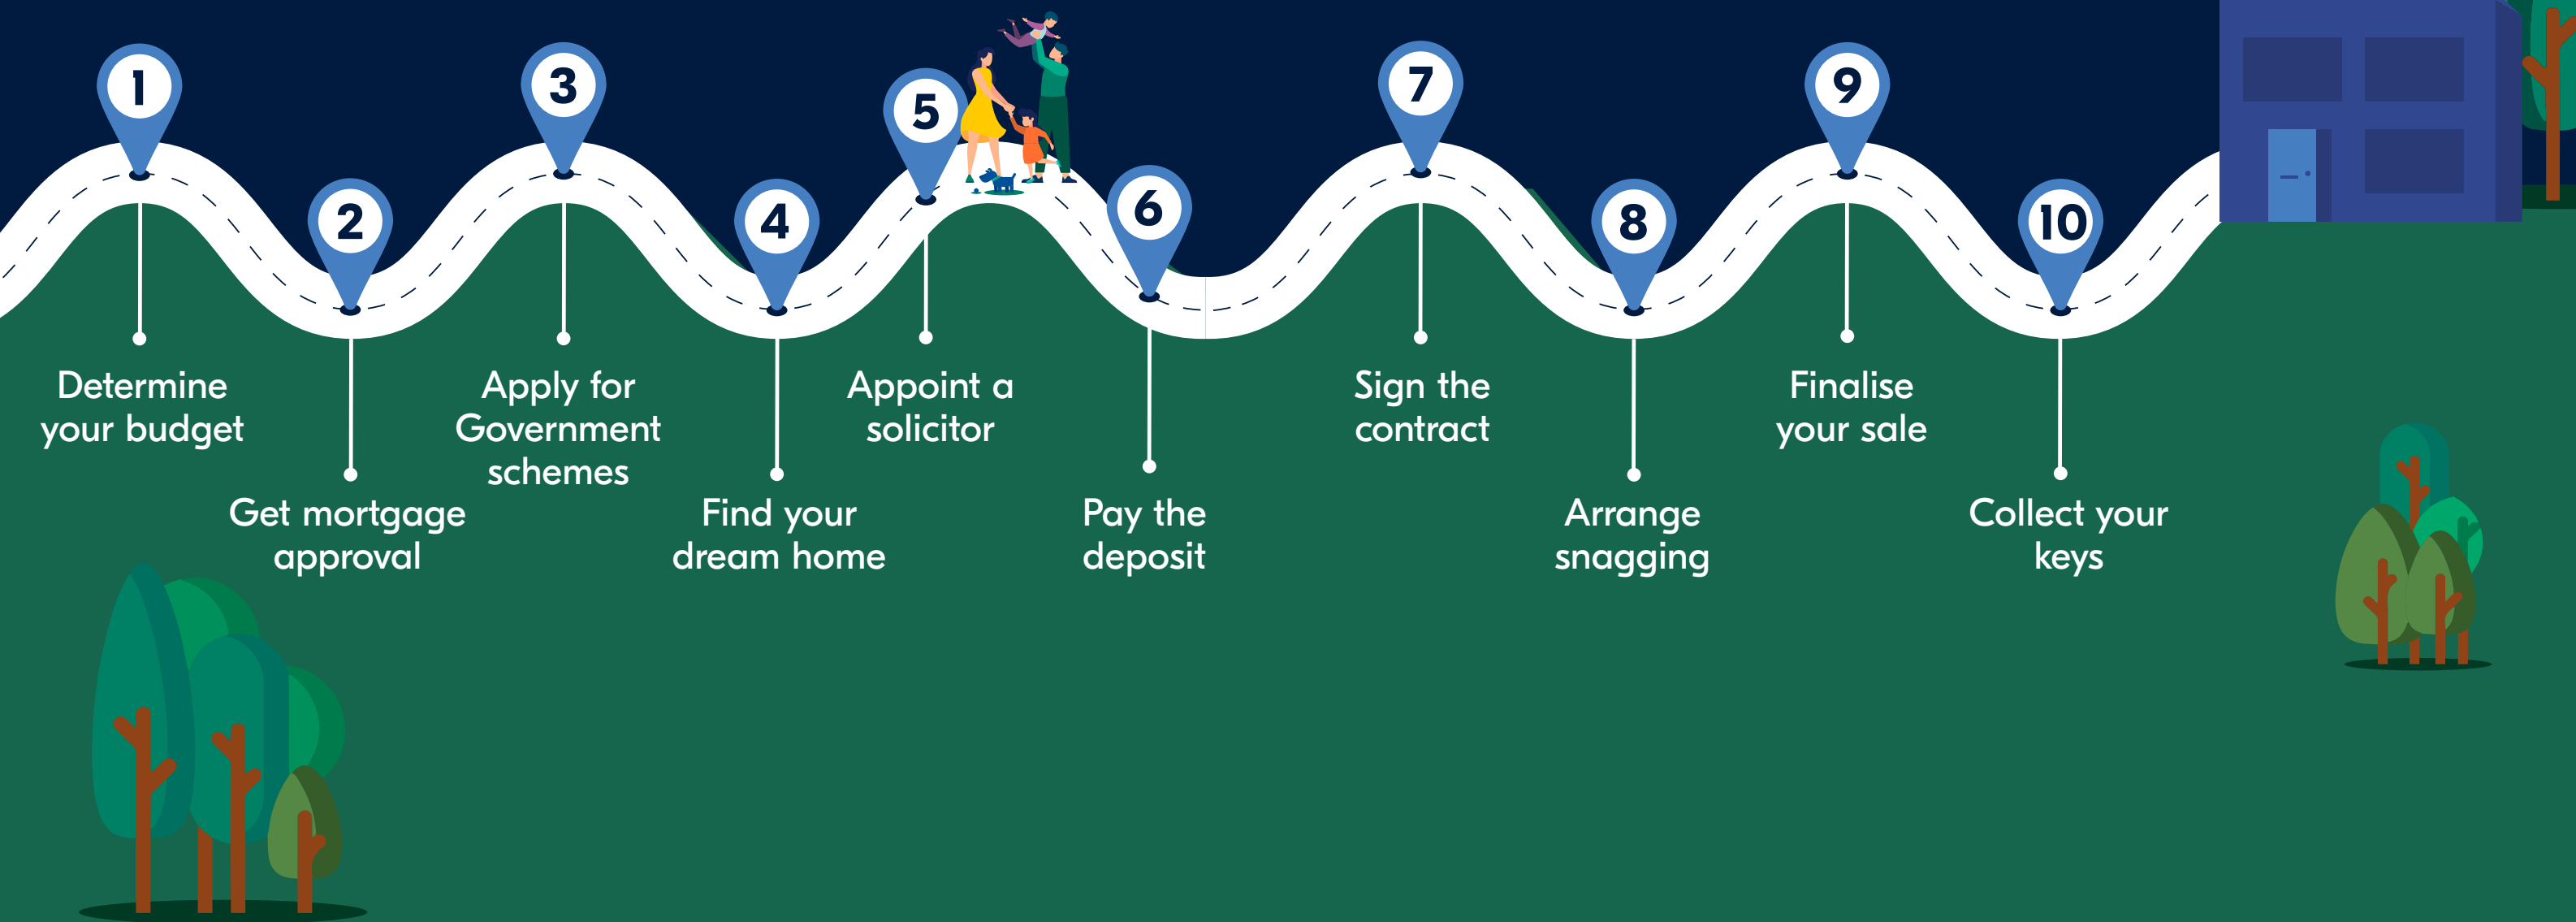 1
Determine
your budget
2
Get mortgage
approval
3
Apply for
Government
schemes
4
Find your
dream home
5
Appoint a
solicitor
6
Pay the
deposit
7
Sign the
contract
8
Arrange
snagging
9
Finalise
your sale
10
Collect your
keys